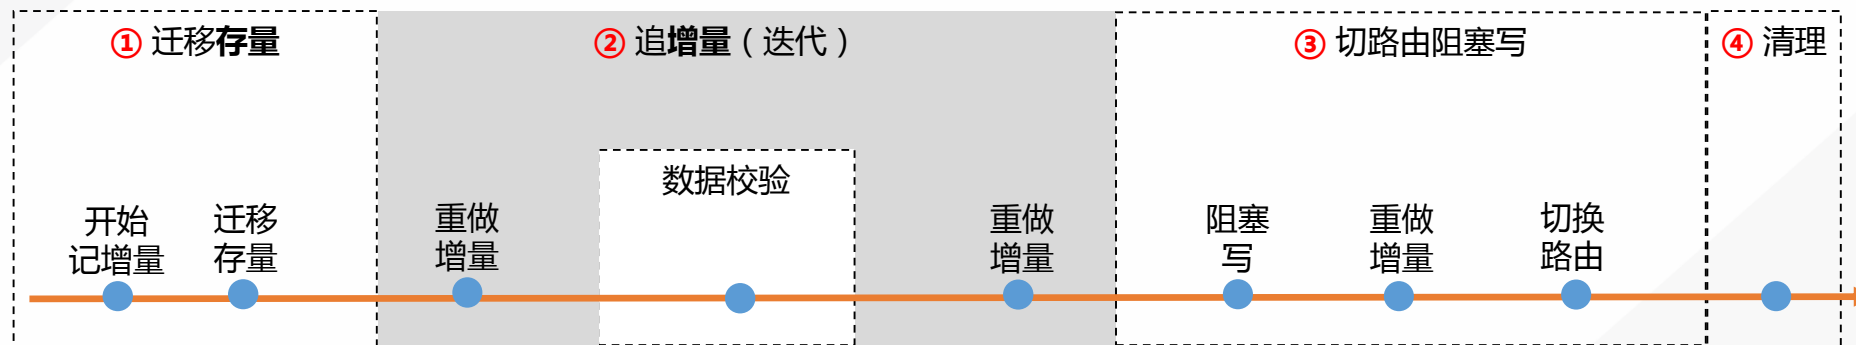 ① 迁移存量
② 追增量（迭代）
③ 切路由阻塞写
④ 清理
开始
记增量
迁移
存量
重做
增量
数据校验
重做
增量
阻塞
写
重做
增量
切换
路由